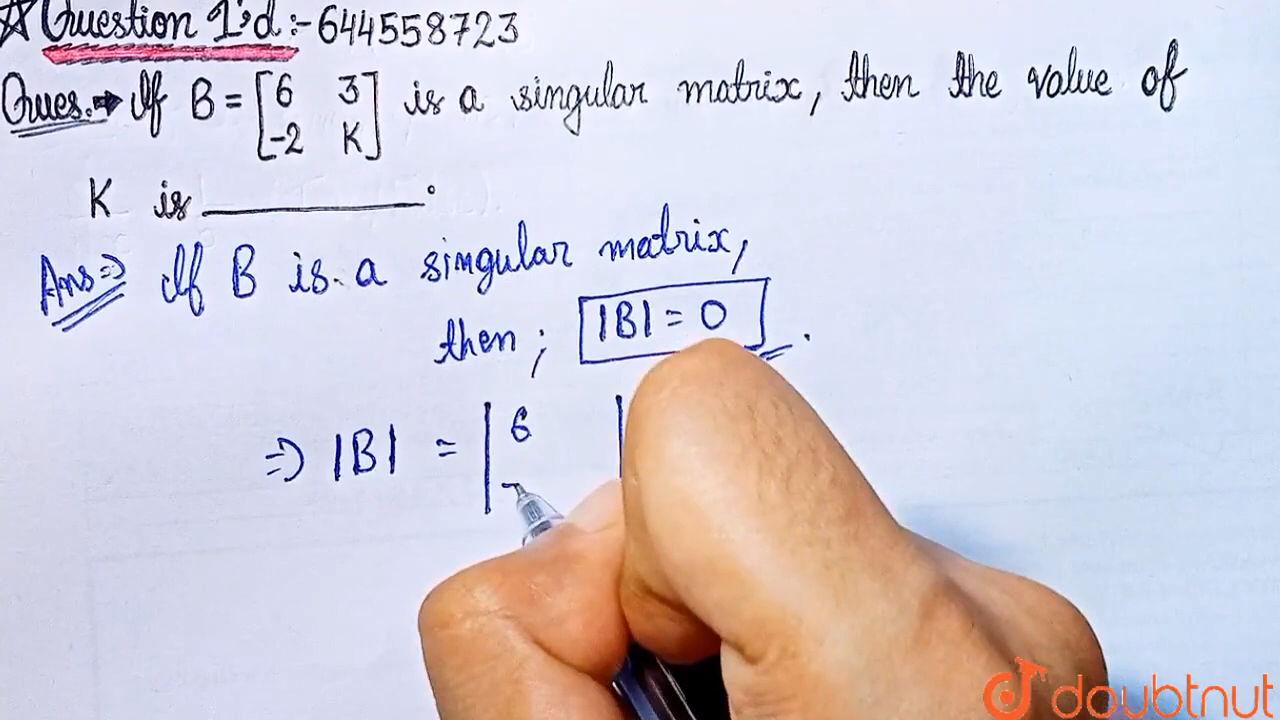 ☆ Question I'd :- 644558723
Ques. → If B = [6 3] is a singular matrix, then the value of
[-2 K]
K is ________.
Ans ⇒ If B is a singular matrix,
then ; |B| = 0 .
⇒ |B| = | 6 |
-
doubtnut